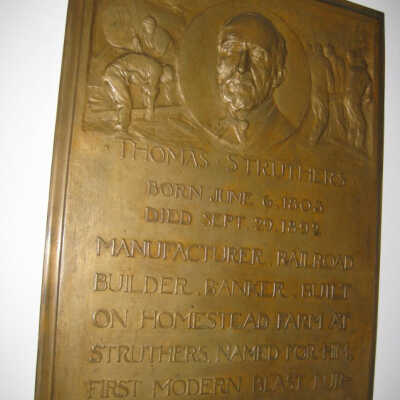 · THOMAS · STRUTHERS ·
BORN JUNE 6, 1803
DIED SEPT. 29, 1892
MANUFACTURER, RAILROAD
BUILDER, BANKER, BUILT
ON HOMESTEAD FARM AT
STRUTHERS, NAMED FOR HIM,
FIRST MODERN BLAST FUR-